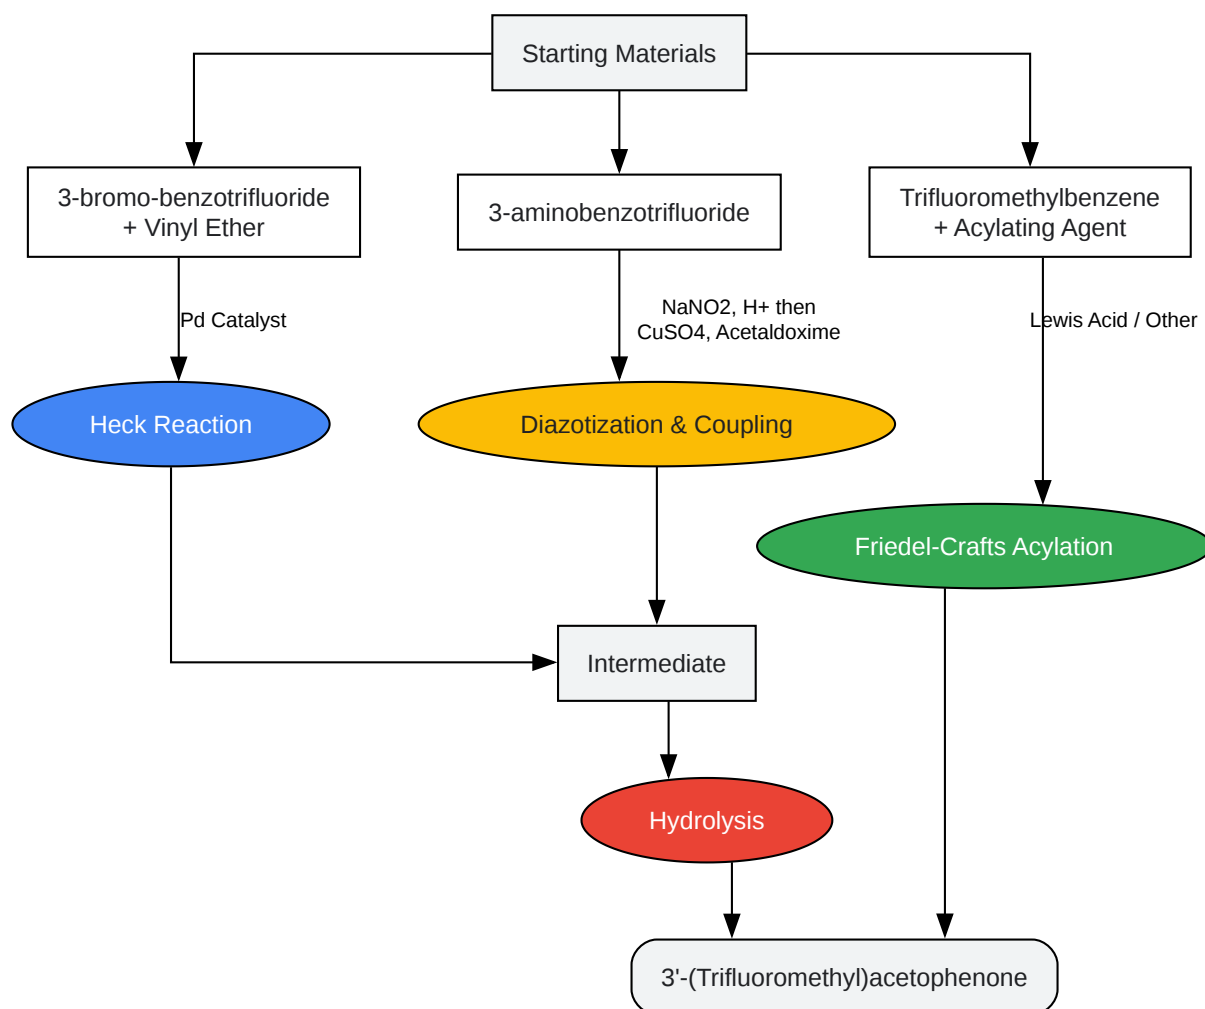 Starting Materials
3-bromo-benzotrifluoride
+ Vinyl Ether
3-aminobenzotrifluoride
Trifluoromethylbenzene
+ Acylating Agent
Pd Catalyst
NaNO2, H+ then
CuSO4, Acetaldoxime
Lewis Acid / Other
Heck Reaction
Diazotization & Coupling
Friedel-Crafts Acylation
Intermediate
Hydrolysis
3'-(Trifluoromethyl)acetophenone